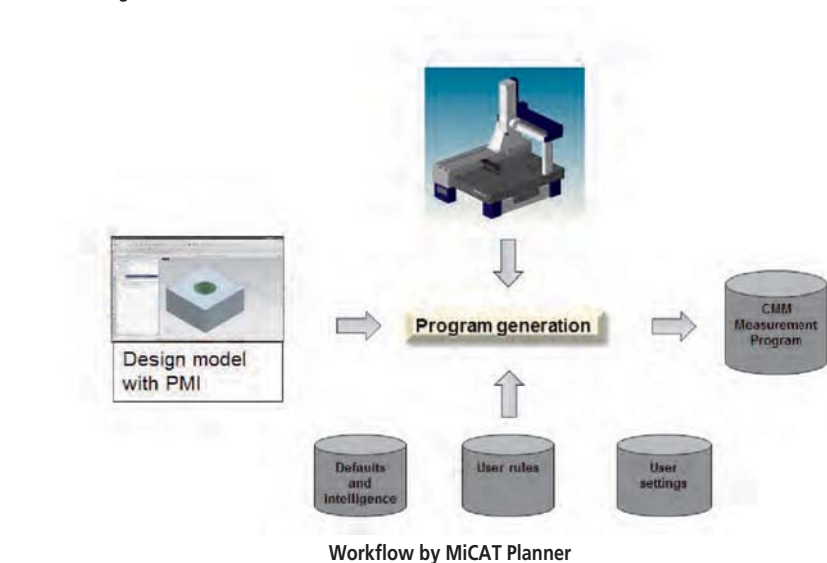 Design model
with PMI
Program generation
CMM
Measurement
Program
Defaults
and
intelligence
User rules
User
settings
Workflow by MiCAT Planner